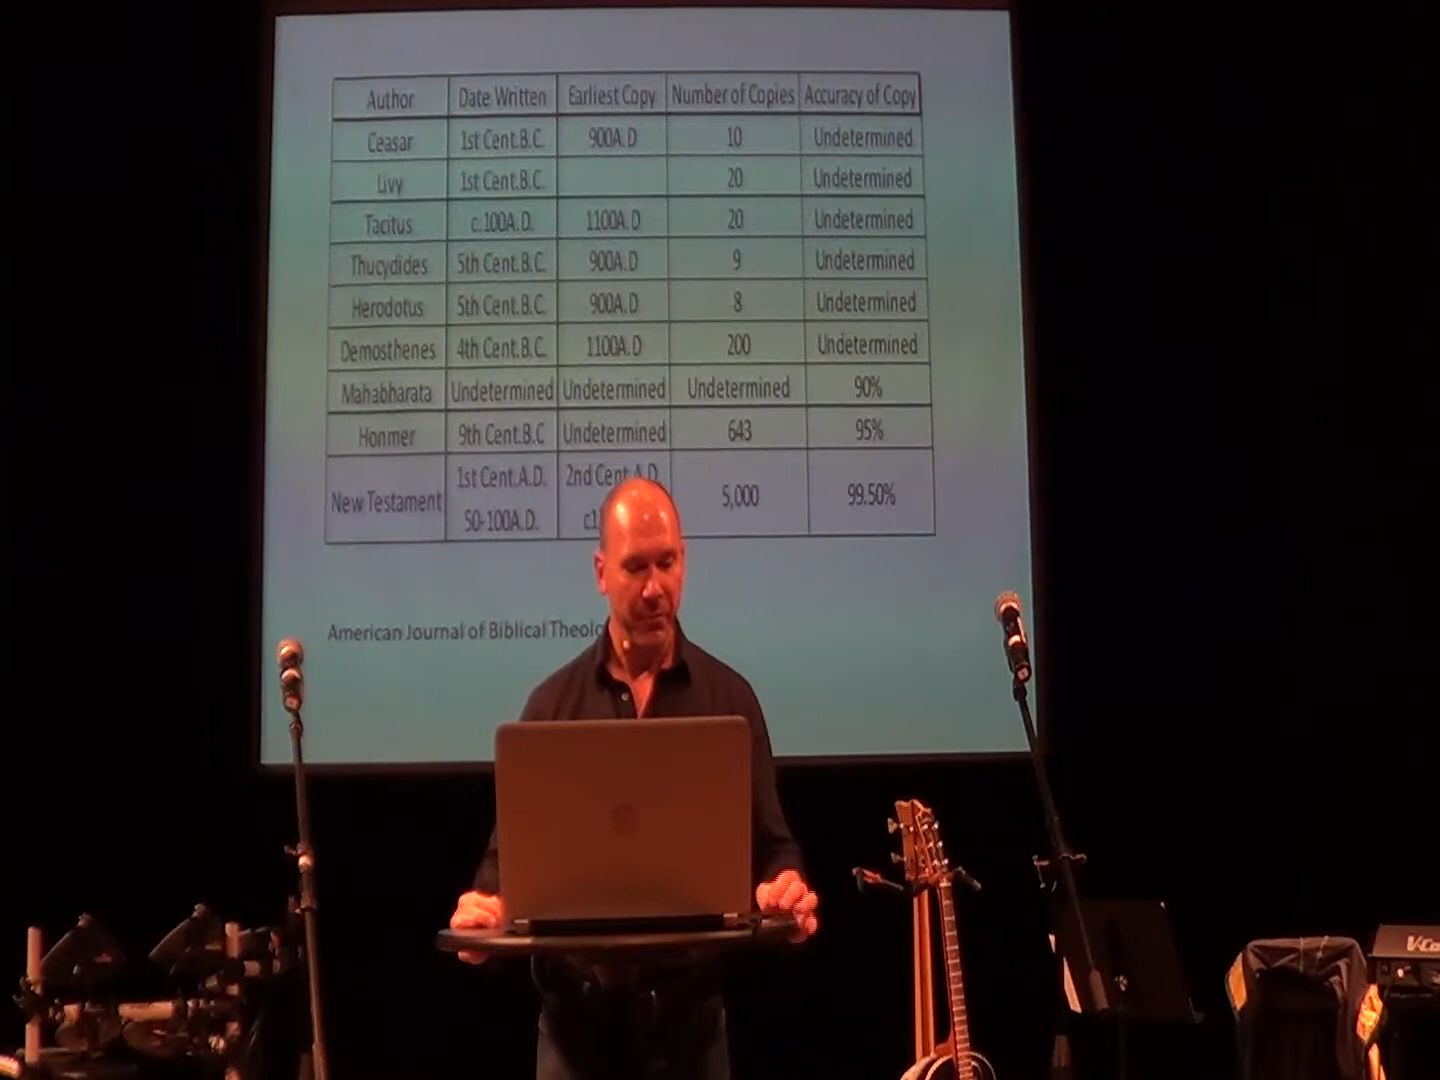 Author Date Written Earliest Copy Number of Copies Accuracy of Copy
Ceasar 1st Cent.B.C. 900A.D 10 Undetermined
Livy 1st Cent.B.C. 20 Undetermined
Tacitus c.100A.D. 1100A.D 20 Undetermined
Thucydides 5th Cent.B.C. 900A.D 9 Undetermined
Herodotus 5th Cent.B.C. 900A.D 8 Undetermined
Demosthenes 4th Cent.B.C. 1100A.D 200 Undetermined
Mahabharata Undetermined Undetermined Undetermined 90%
Honmer 9th Cent.B.C Undetermined 643 95%
New Testament 1st Cent.A.D. 50-100A.D. 2nd Cent.A.D. 5,000 99.50%
American Journal of Biblical